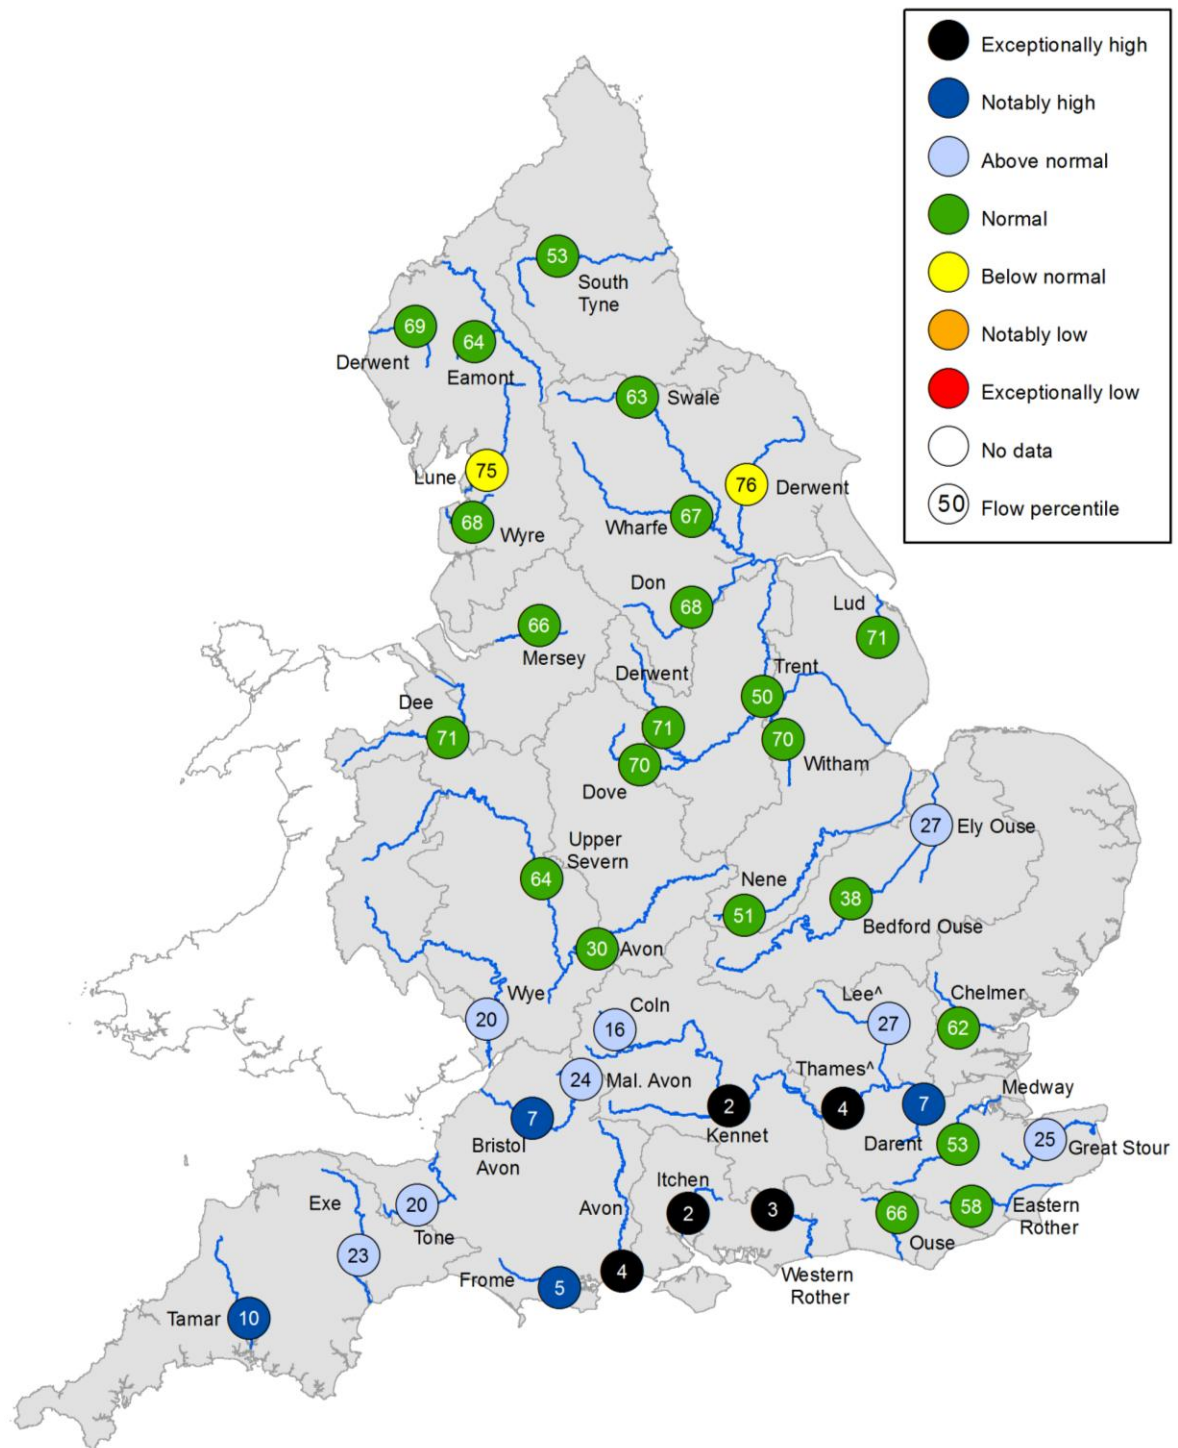 Exceptionally high
Notably high
Above normal
Normal
Below normal
Notably low
Exceptionally low
No data
50 Flow percentile
53
South
Tyne
69
Derwent
64
Eamont
63
Swale
75
Lune
76
Derwent
68
Wyre
67
Wharfe
Don
68
Lud
71
66
Mersey
Derwent
71
Trent
50
Dee
71
70
Dove
70
Witham
27
Ely Ouse
Upper
Severn
64
Nene
51
38
Bedford Ouse
30
Avon
Wye
20
Coln
16
Lee^
27
Chelmer
62
24
Mal. Avon
Thames^
4
7
Darent
Medway
53
7
Bristol
Avon
2
Kennet
25
Great Stour
Exe
20
Tone
Avon
4
Itchen
2
3
Western
Rother
66
Ouse
58
Eastern
Rother
23
Frome
5
Tamar
10